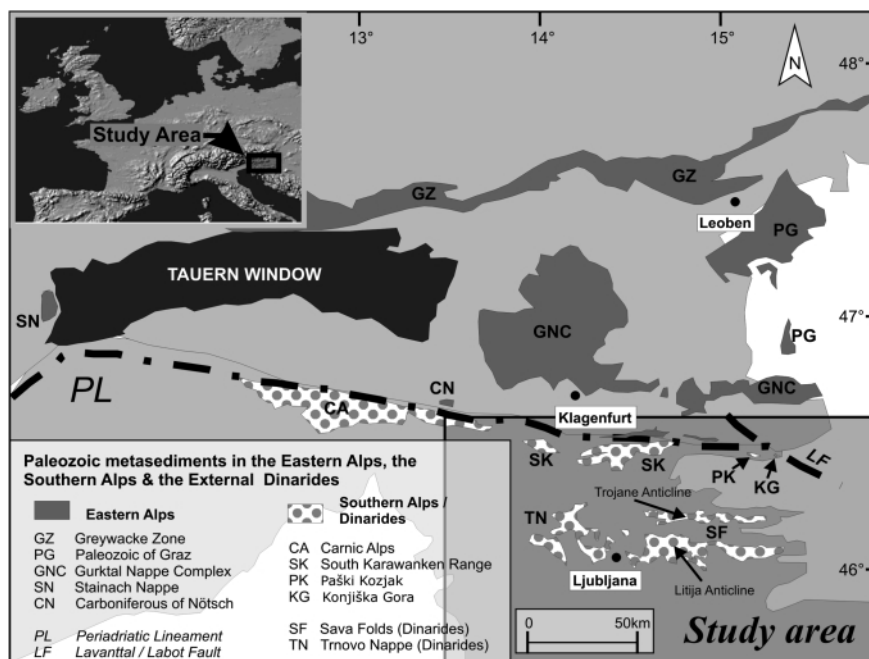 13°
14°
15°
N
48°
Study Area
GZ
GZ
Leoben
PG
TAUERN WINDOW
SN
GNC
47°
PG
PL
CN
GNC
CA
Klagenfurt
LF
SK
SK
PK
KG
Trojane Anticline
TN
SF
Ljubljana
46°
Litija Anticline
0
50km
Study area
Paleozoic metasediments in the Eastern Alps, the
Southern Alps & the External Dinarides
Eastern Alps
GZ Greywacke Zone
PG Paleozoic of Graz
GNC Gurktal Nappe Complex
SN Stainach Nappe
CN Carboniferous of Nötsch
PL Periadriatic Lineament
LF Lavanttal / Labot Fault
Southern Alps /
Dinarides
CA Carnic Alps
SK South Karawanken Range
PK Paški Kozjak
KG Konjiška Gora
SF Sava Folds (Dinarides)
TN Trnovo Nappe (Dinarides)